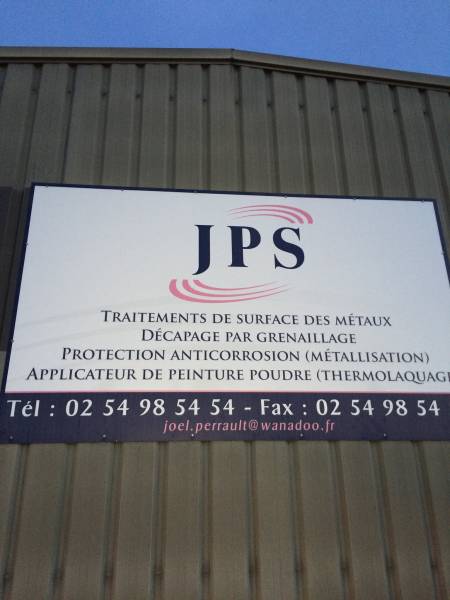 JPS
TRAITEMENTS DE SURFACE DES MÉTAUX
DÉCAPAGE PAR GRENAILLAGE
PROTECTION ANTICORROSION (MÉTALLISATION)
APPLICATEUR DE PEINTURE POUDRE (THERMOLAQUAGE
Tél : 02 54 98 54 54 - Fax : 02 54 98 54
joel.perrault@wanadoo.fr